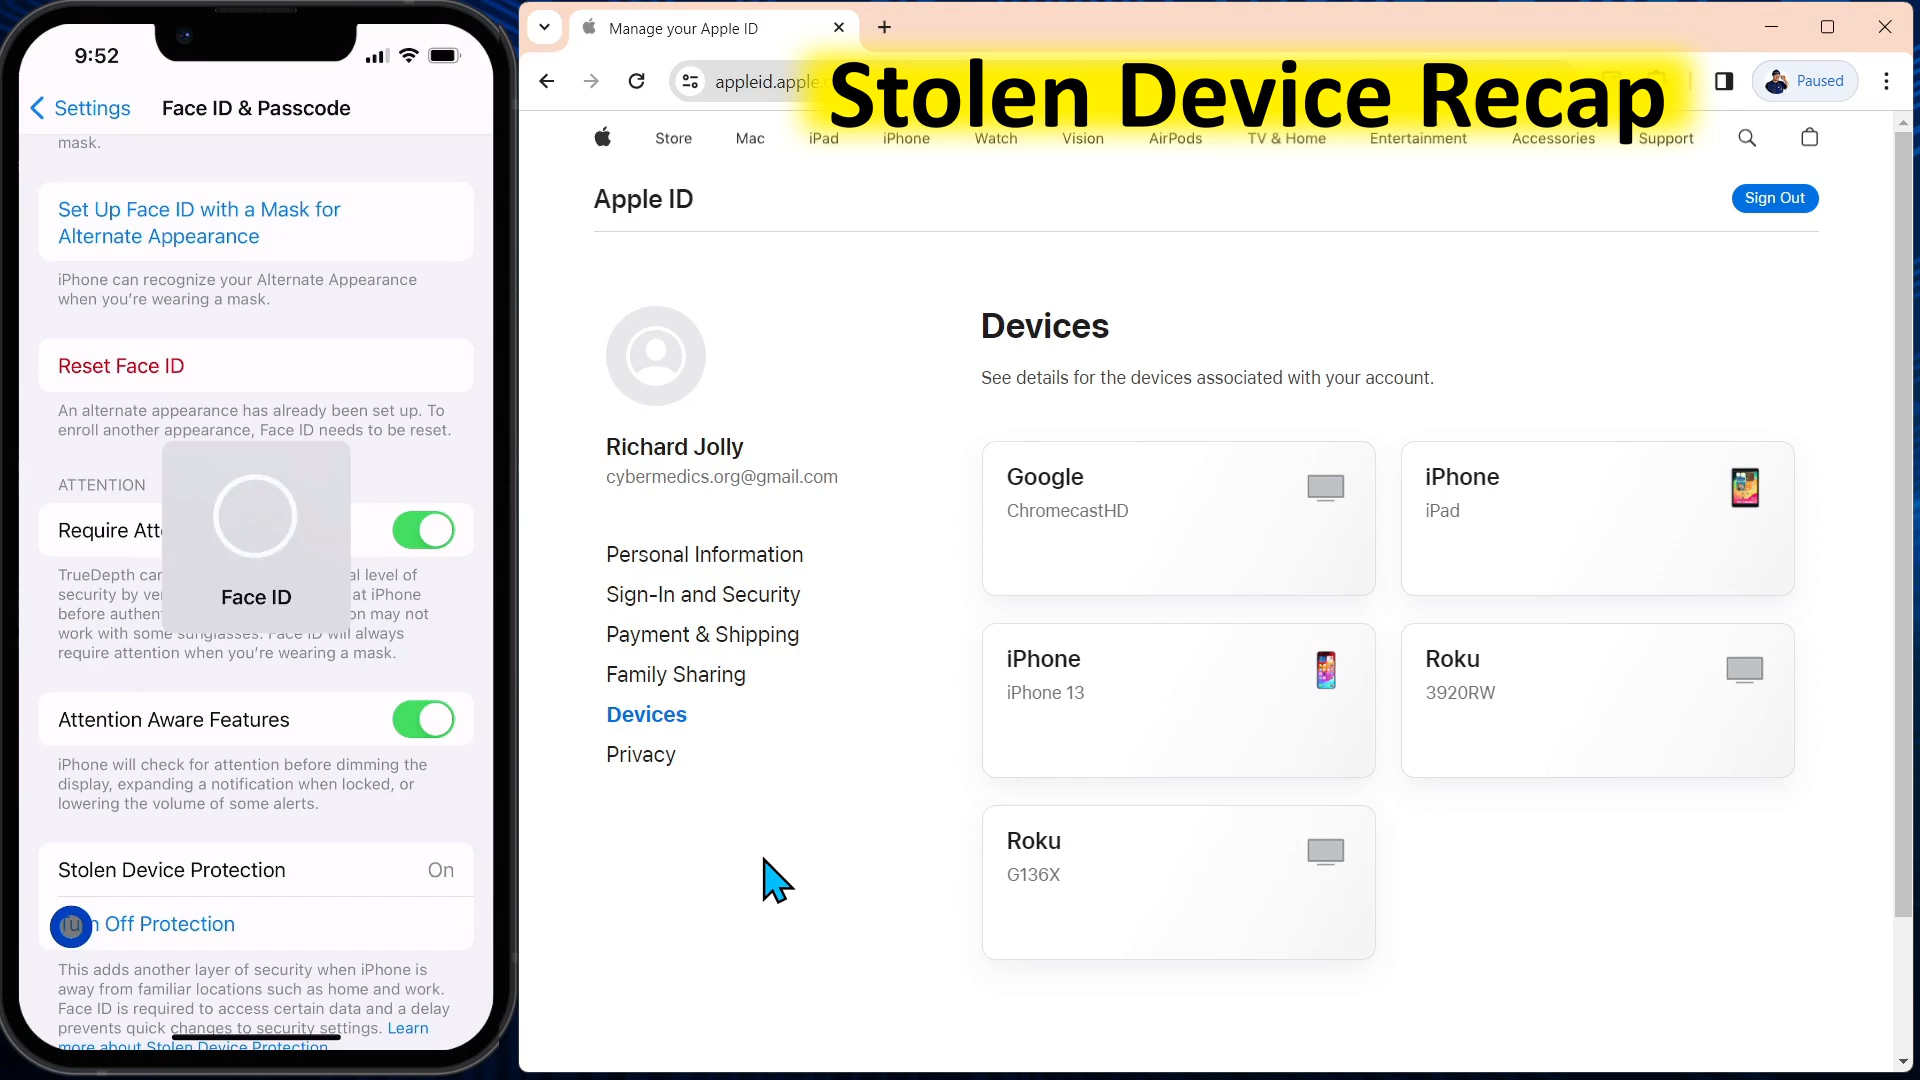 9:52
Settings
Face ID & Passcode
mask.
Set Up Face ID with a Mask for
Alternate Appearance
iPhone can recognize your Alternate Appearance
when you're wearing a mask.
Reset Face ID
An alternate appearance has already been set up. To
enroll another appearance, Face ID needs to be reset.
ATTENTION
Require
TrueDepth level of
security by at iPhone
before may not
work with some sunglasses. Face ID will always
require attention when you're wearing a mask.
Face ID
Attention Aware Features
iPhone will check for attention before dimming the
display, expanding a notification when locked, or
lowering the volume of some alerts.
Stolen Device Protection On
Turn Off Protection
This adds another layer of security when iPhone is
away from familiar locations such as home and work.
Face ID is required to access certain data and a delay
prevents quick changes to security settings. Learn
more about Stolen Device Protection
Manage your Apple ID
appleid.apple.
Paused
Stolen Device Recap
Store Mac iPad iPhone Watch Vision AirPods TV & Home Entertainment Accessories Support
Apple ID
Sign Out
Richard Jolly
cybermedics.org@gmail.com
Personal Information
Sign-In and Security
Payment & Shipping
Family Sharing
Devices
Privacy
Devices
See details for the devices associated with your account.
Google
ChromecastHD
iPhone
iPad
iPhone
iPhone 13
Roku
3920RW
Roku
G136X